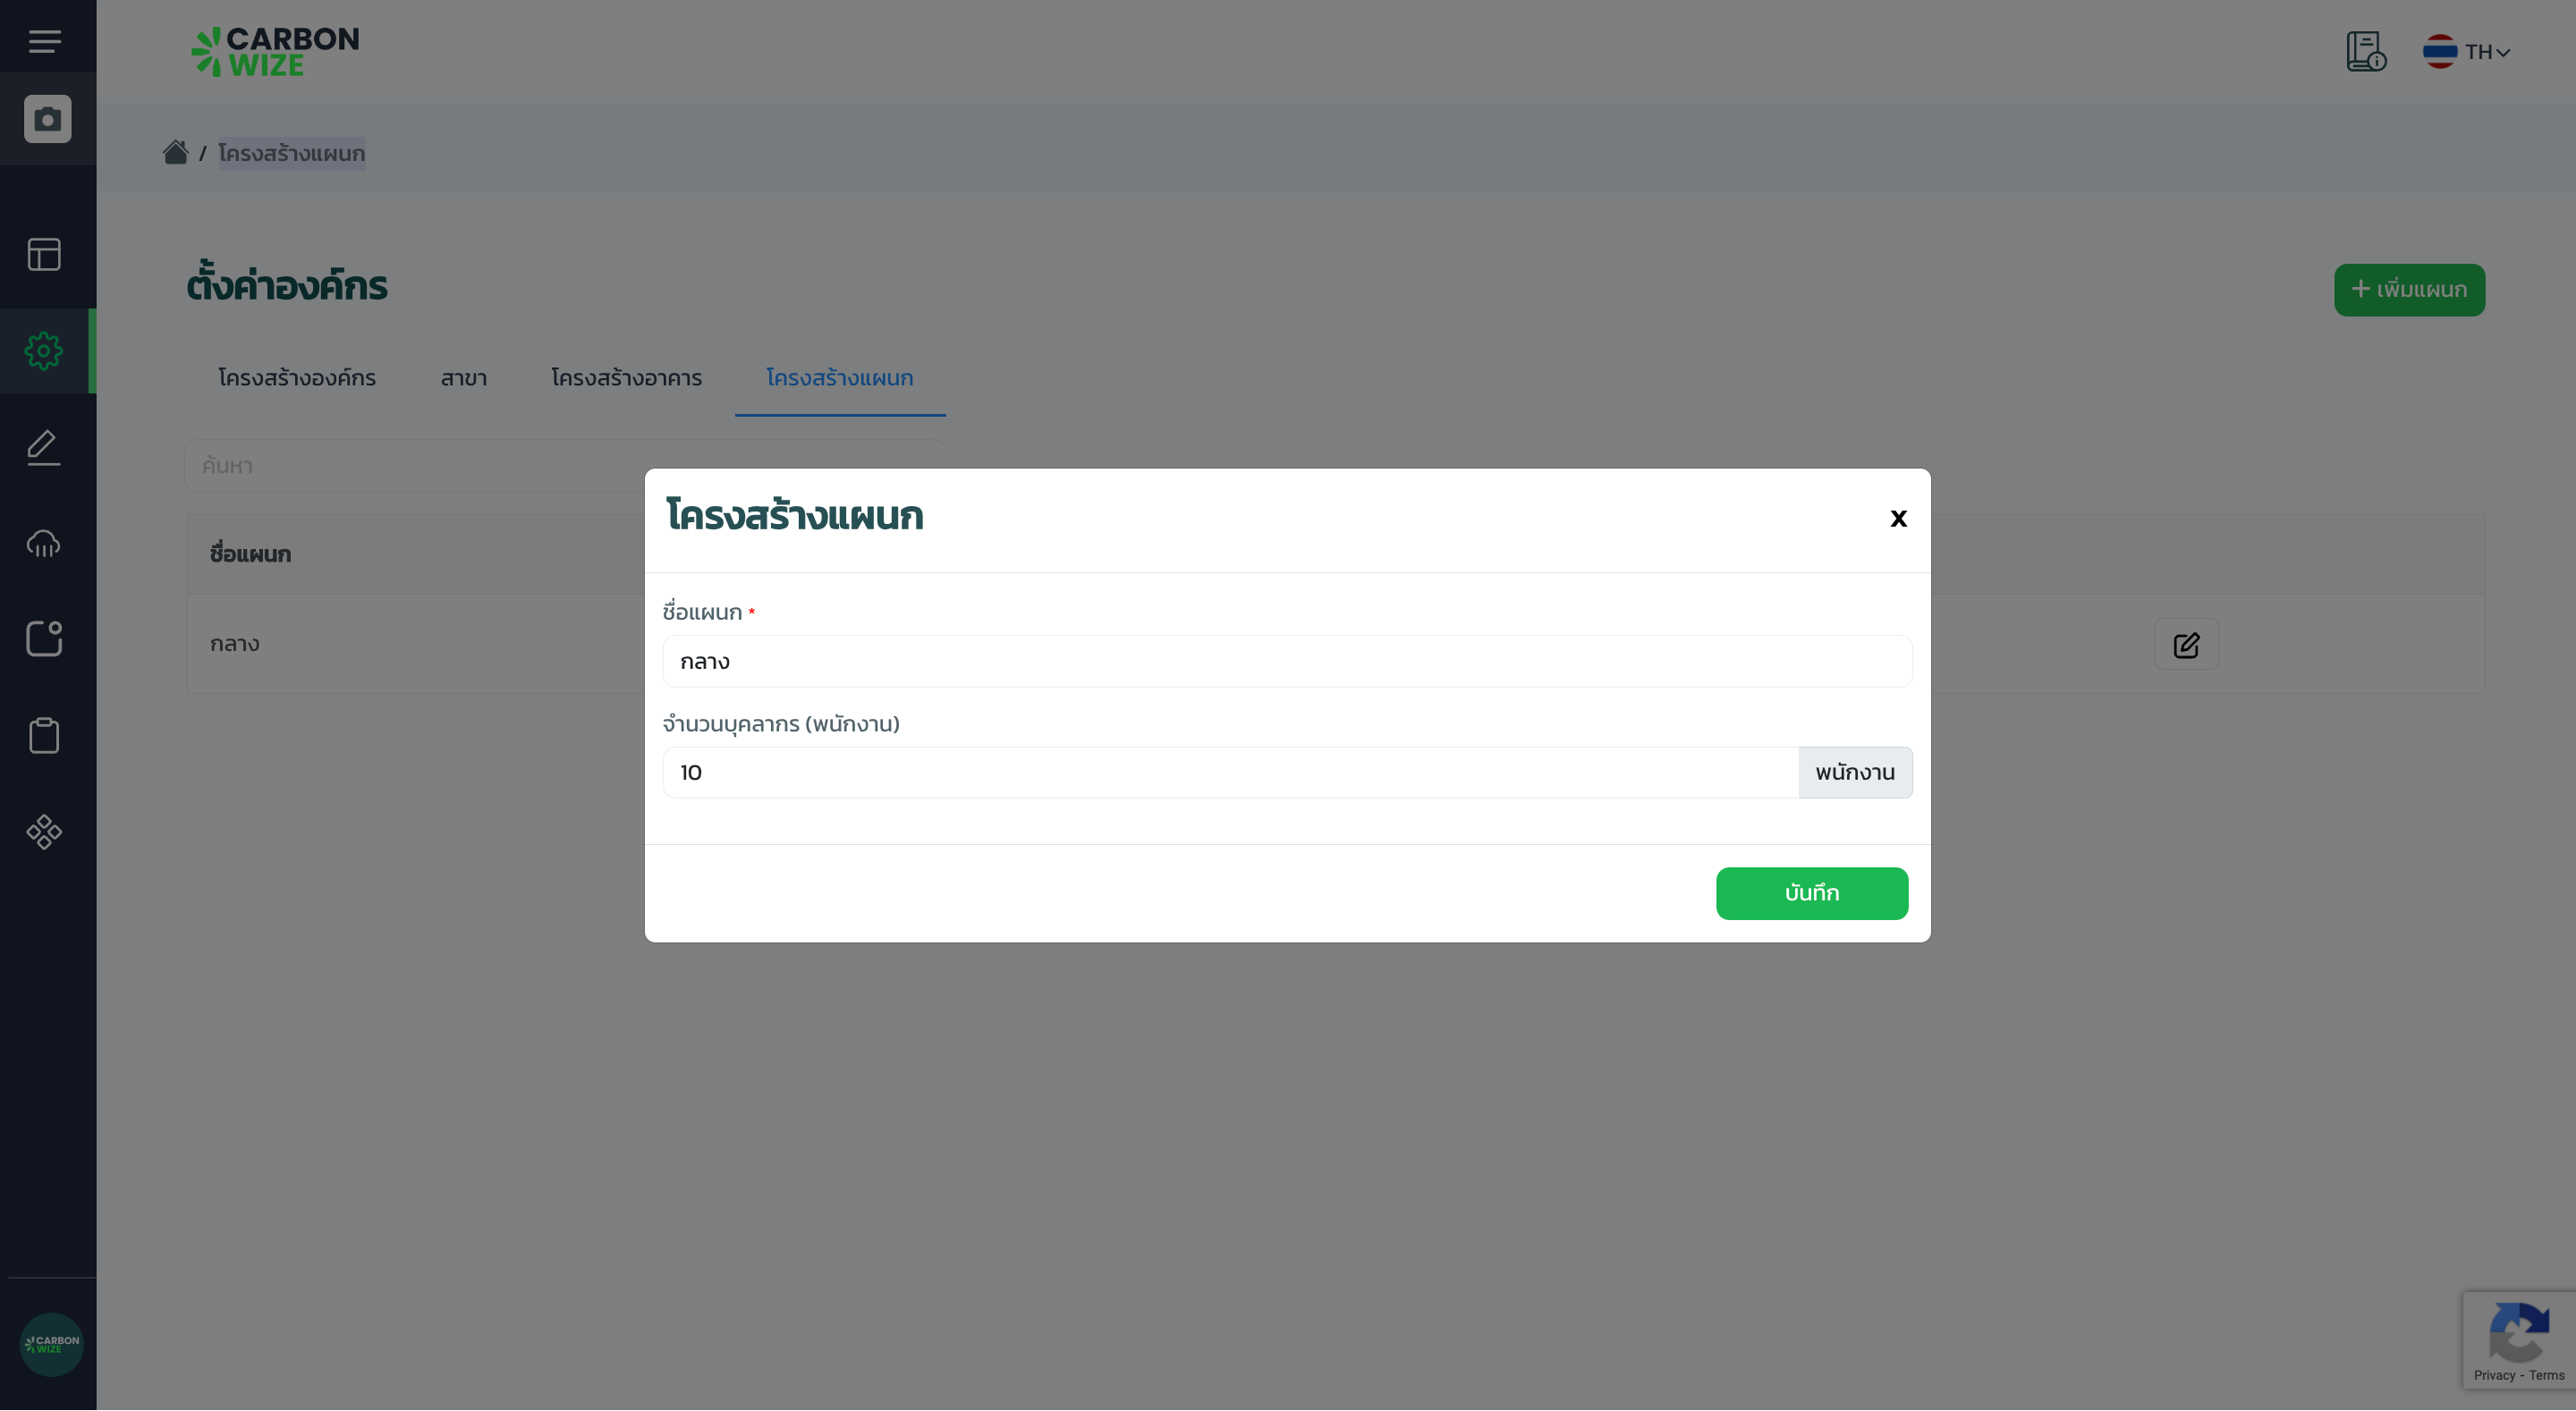 CARBON
WIZE
TH
/ โครงสร้างแผนก
ตั้งค่าองค์กร
+ เพิ่มแผนก
โครงสร้างองค์กร สาขา โครงสร้างอาคาร โครงสร้างแผนก
ค้นหา
โครงสร้างแผนก
x
ชื่อแผนก
กลาง
ชื่อแผนก *
กลาง
จำนวนบุคลากร (พนักงาน)
10 พนักงาน
บันทึก
CARBON
WIZE
Privacy - Terms